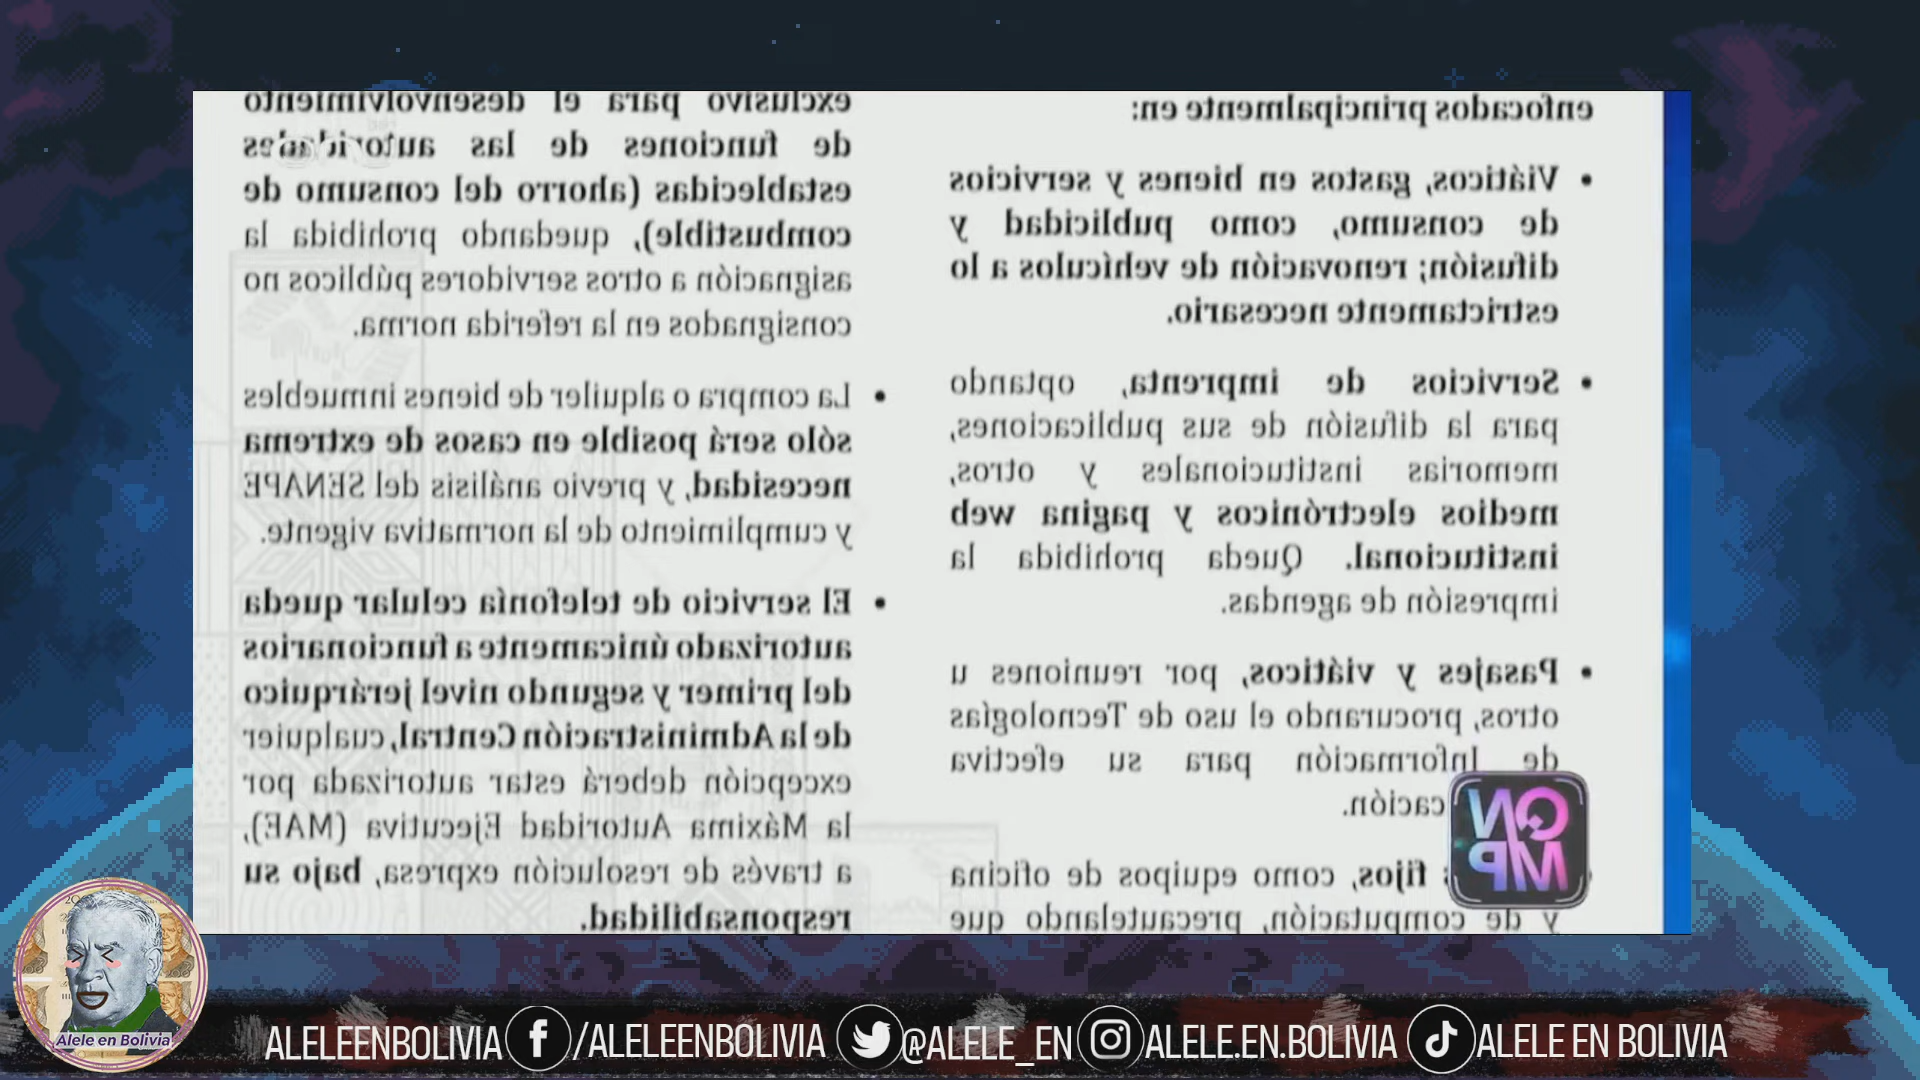 enfocados principalmente en:
• Viáticos, gastos en bienes y servicios
de consumo, como publicidad y
difusión; renovación de vehículos a lo
estrictamente necesario.
• Servicios de imprenta, optando
para la difusión de sus publicaciones,
memorias institucionales y otros,
medios electrónicos y pagina web
institucional. Queda prohibida la
impresión de agendas.
• Pasajes y viáticos, por reuniones u
otros, procurando el uso de Tecnologías
de Información para su efectiva
cación.
fijos, como equipos de oficina
y de computación, precautelando que
QN
MP
exclusivo para el desenvolvimiento
de funciones de las autoridades
establecidas (ahorro del consumo de
combustible), quedando prohibida la
asignación a otros servidores públicos no
consignados en la referida norma.
• La compra o alquiler de bienes inmuebles
sólo será posible en casos de extrema
necesidad, y previo análisis del SENAPE
y cumplimiento de la normativa vigente.
• El servicio de telefonía celular queda
autorizado únicamente a funcionarios
del primer y segundo nivel jerárquico
de la Administración Central, cualquier
excepción deberá estar autorizada por
la Máxima Autoridad Ejecutiva (MAE),
a través de resolución expresa, bajo su
responsabilidad.
Alele en Bolivia
ALELEENBOLIVIA /ALELEENBOLIVIA @ALELE_EN ALELE.EN.BOLIVIA ALELE EN BOLIVIA